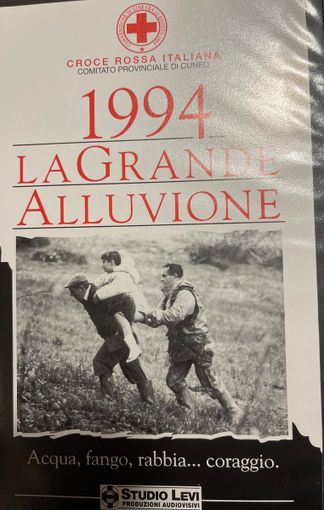 CROCE ROSSA ITALIANA
COMITATO PROVINCIALE DI CUNEO
1994
LA GRANDE
ALLUVIONE
Acqua, fango, rabbia... coraggio.
STUDIO LEVI
PRODUZIONI AUDIOVISIVI